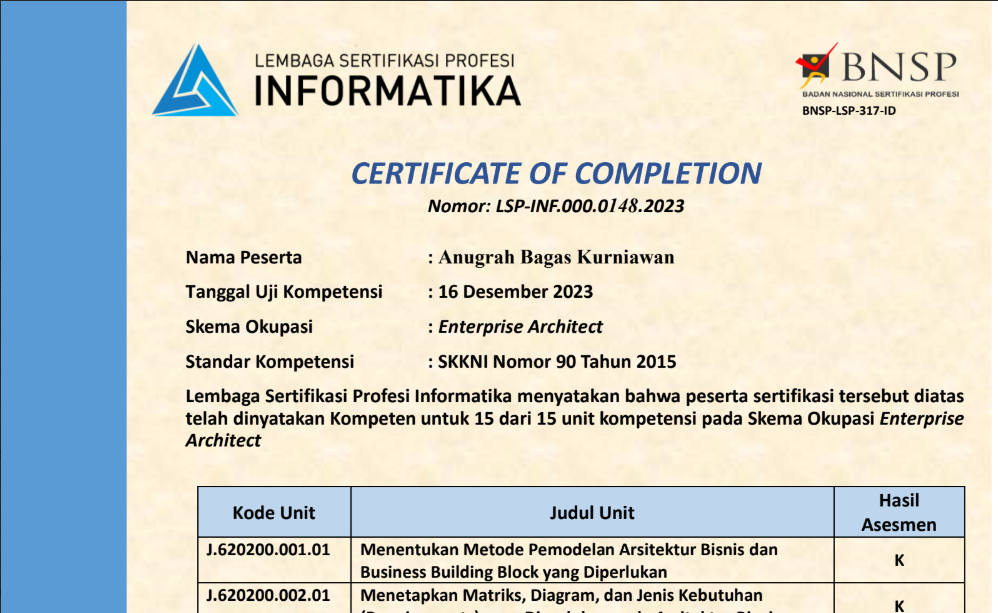 LEMBAGA SERTIFIKASI PROFESI
INFORMATIKA
BNSP
BADAN NASIONAL SERTIFIKASI PROFESI
BNSP-LSP-317-ID
CERTIFICATE OF COMPLETION
Nomor: LSP-INF.000.0148.2023
Nama Peserta : Anugrah Bagas Kurniawan
Tanggal Uji Kompetensi : 16 Desember 2023
Skema Okupasi : Enterprise Architect
Standar Kompetensi : SKKNI Nomor 90 Tahun 2015
Lembaga Sertifikasi Profesi Informatika menyatakan bahwa peserta sertifikasi tersebut diatas
telah dinyatakan Kompeten untuk 15 dari 15 unit kompetensi pada Skema Okupasi Enterprise
Architect
Kode Unit Judul Unit Hasil Asesmen
J.620200.001.01 Menentukan Metode Pemodelan Arsitektur Bisnis dan
Business Building Block yang Diperlukan K
J.620200.002.01 Menetapkan Matriks, Diagram, dan Jenis Kebutuhan
K